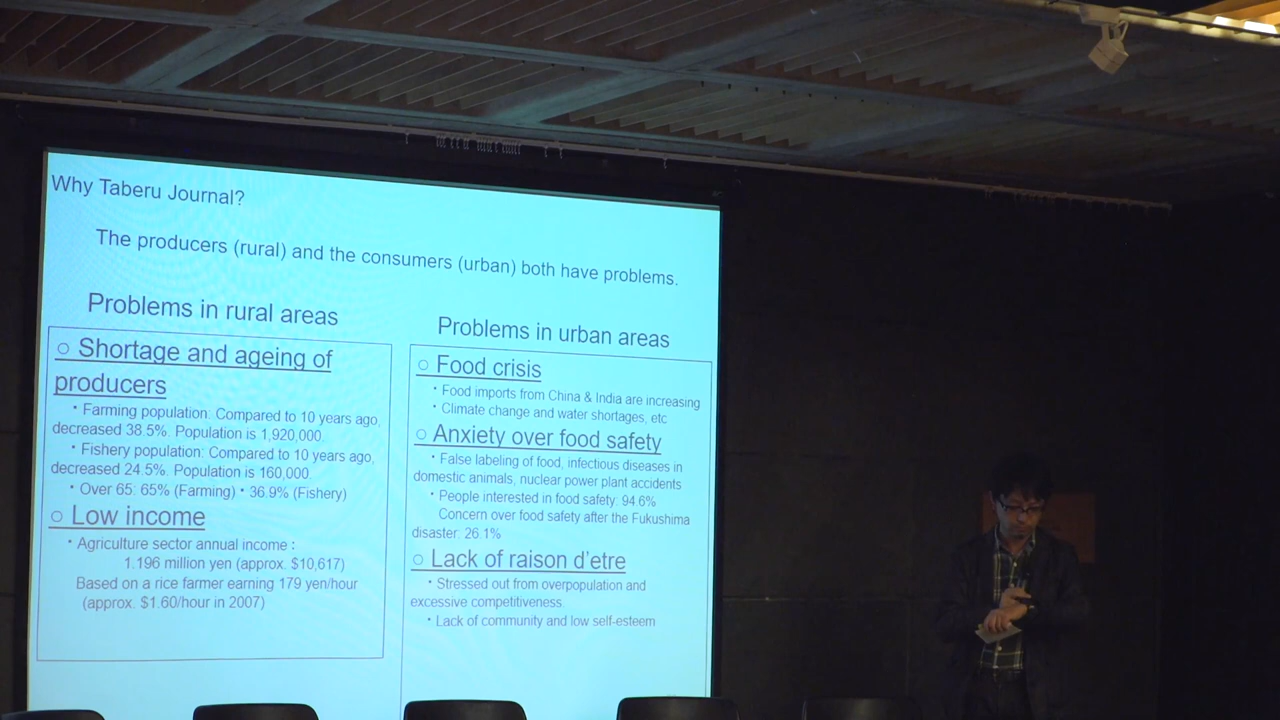 Why Taberu Journal?
The producers (rural) and the consumers (urban) both have problems.
Problems in rural areas
○ Shortage and ageing of
producers
・Farming population: Compared to 10 years ago,
decreased 38.5%. Population is 1,920,000.
・Fishery population: Compared to 10 years ago,
decreased 24.5%. Population is 160,000.
・Over 65: 65% (Farming)・36.9% (Fishery)
○ Low income
・Agriculture sector annual income :
1.196 million yen (approx. $10,617)
Based on a rice farmer earning 179 yen/hour
(approx. $1.60/hour in 2007)
Problems in urban areas
○ Food crisis
・Food imports from China & India are increasing
・Climate change and water shortages, etc
○ Anxiety over food safety
・False labeling of food, infectious diseases in
domestic animals, nuclear power plant accidents
・People interested in food safety: 94.6%
Concern over food safety after the Fukushima
disaster: 26.1%
○ Lack of raison d'etre
・Stressed out from overpopulation and
excessive competitiveness.
・Lack of community and low self-esteem